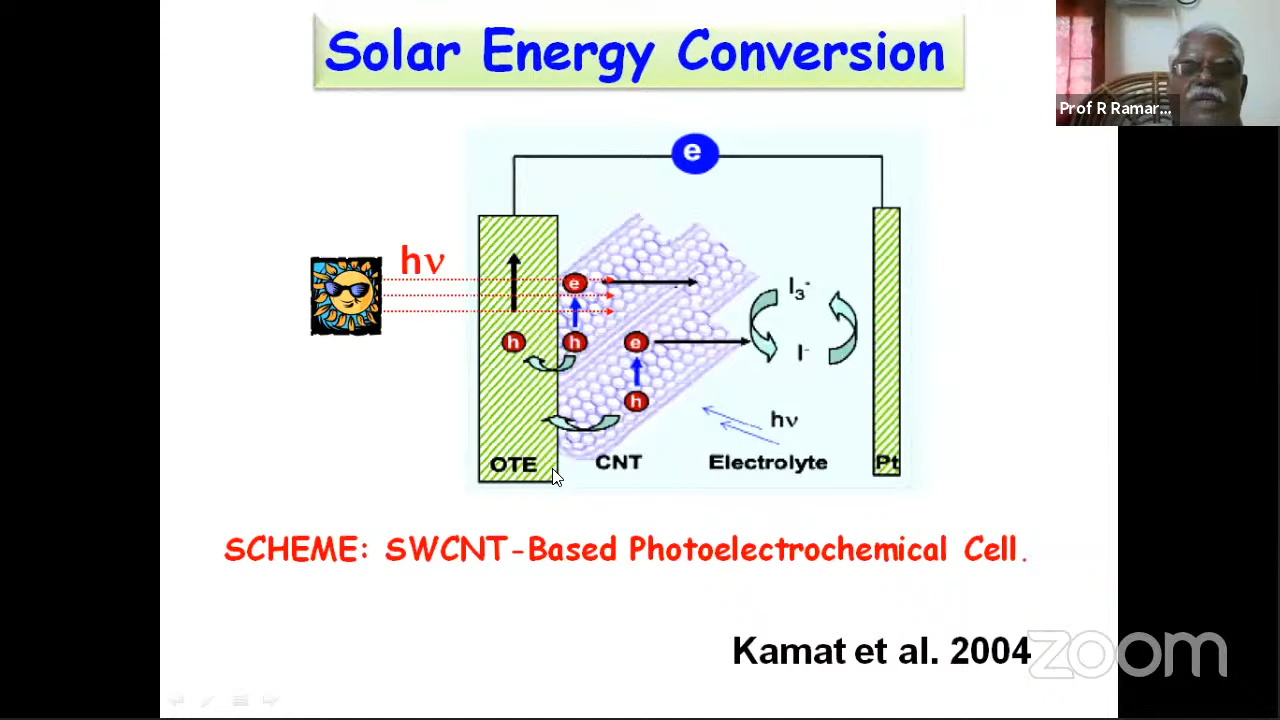 Solar Energy Conversion
Prof R Ramar...
e
hν
e
I3-
h
h
e
I-
h
hν
OTE
CNT
Electrolyte
Pt
SCHEME: SWCNT-Based Photoelectrochemical Cell.
Kamat et al. 2004
zoom